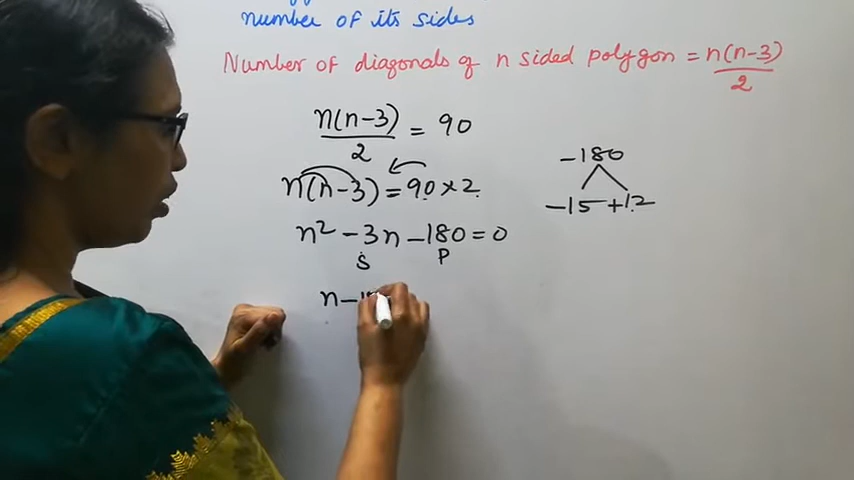 number of its sides
Number of diagonals of n sided polygon = n(n-3)/2
n(n-3)/2 = 90
n(n-3) = 90×2
n² -3n -180 = 0
S P
n-
-180
-15 +12